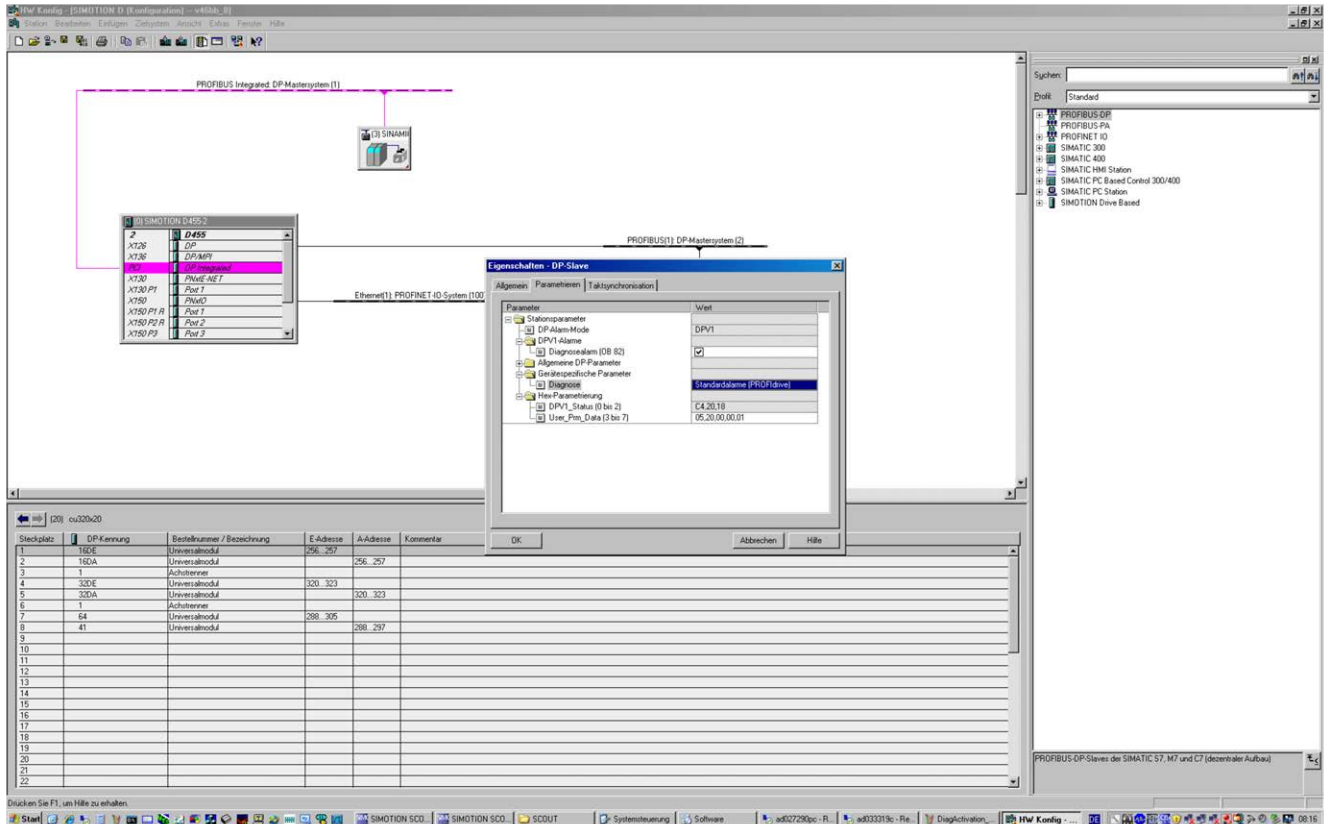 HW Konfig - [SIMOTION D (Konfiguration) -- v46bb_0]
Station Bearbeiten Einfügen Zielsystem Ansicht Extras Fenster Hilfe
PROFIBUS Integrated: DP-Mastersystem (1)
(3) SINAMI
(0) SIMOTION D455-2
2 D455
X126 DP
X136 DP/MPI
PCI DP Integrated
X130 PNxIE-NET
X130 P1 Port 1
X150 PNxIO
X150 P1 R Port 1
X150 P2 R Port 2
X150 P3 Port 3
PROFIBUS(1): DP-Mastersystem (2)
Ethernet(1): PROFINET-IO-System (100)
Eigenschaften - DP-Slave
Allgemein Parametrieren Taktsynchronisation
Parameter Wert
Stationsparameter
DP-Alarm-Mode DPV1
DPV1-Alarme
Diagnosealarm (OB 82)
Allgemeine DP-Parameter
Gerätespezifische Parameter
Diagnose Standardalarme (PROFIdrive)
Hex-Parametrierung
DPV1_Status (0 bis 2) C4,20,18
User_Prm_Data (3 bis 7) 05,20,00,00,01
OK Abbrechen Hilfe
Suchen:
Profil: Standard
PROFIBUS-DP
PROFIBUS-PA
PROFINET IO
SIMATIC 300
SIMATIC 400
SIMATIC HMI Station
SIMATIC PC Based Control 300/400
SIMATIC PC Station
SIMOTION Drive Based
PROFIBUS-DP-Slaves der SIMATIC S7, M7 und C7 (dezentraler Aufbau)
(20) cu320x20
Steckplatz DP-Kennung Bestellnummer / Bezeichnung E-Adresse A-Adresse Kommentar
1 16DE Universalmodul 256...257
2 16DA Universalmodul 256...257
3 1 Achstrenner
4 32DE Universalmodul 320...323
5 32DA Universalmodul 320...323
6 1 Achstrenner
7 64 Universalmodul 288...305
8 41 Universalmodul 288...297
9
10
11
12
13
14
15
16
17
18
19
20
21
22
Drücken Sie F1, um Hilfe zu erhalten.
Start SIMOTION SCO... SIMOTION SCO... SCOUT Systemsteuerung Software ad027290pc - R... ad033319c - Re... DiagActivation_... HW Konfig - ... DE 08:16